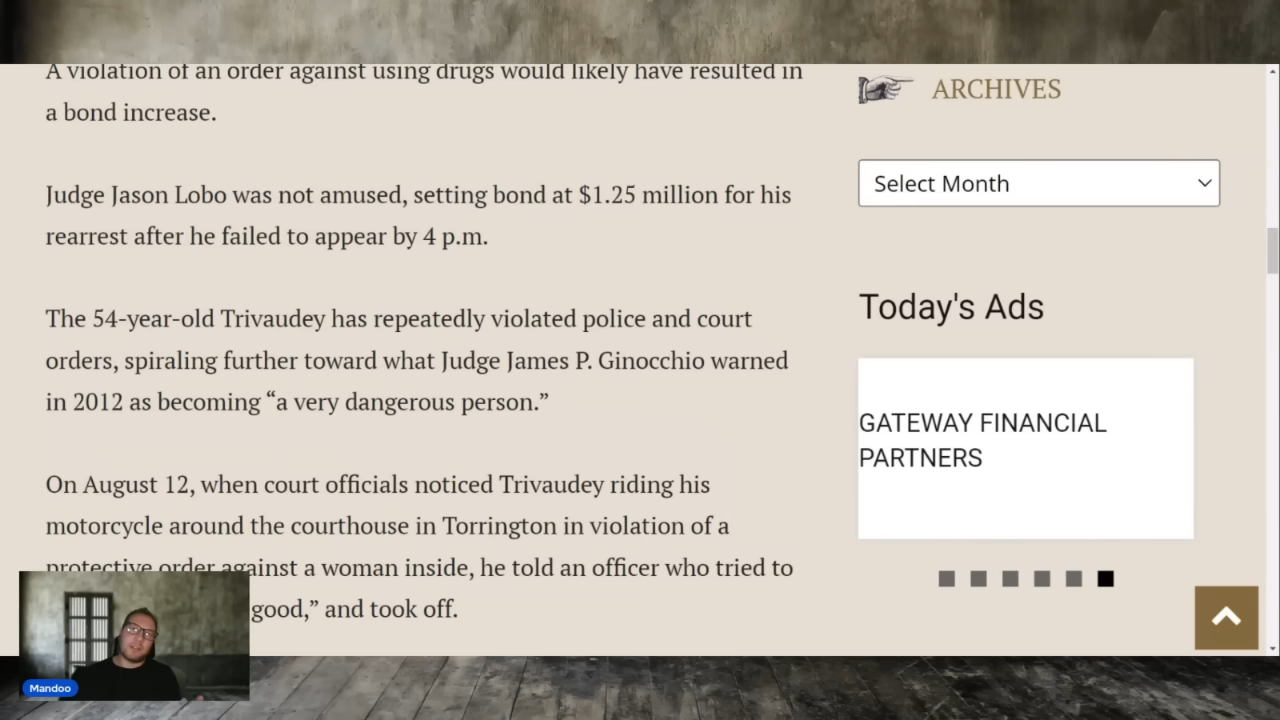 A violation of an order against using drugs would likely have resulted in
a bond increase.
Judge Jason Lobo was not amused, setting bond at $1.25 million for his
rearrest after he failed to appear by 4 p.m.
The 54-year-old Trivaudey has repeatedly violated police and court
orders, spiraling further toward what Judge James P. Ginocchio warned
in 2012 as becoming “a very dangerous person.”
On August 12, when court officials noticed Trivaudey riding his
motorcycle around the courthouse in Torrington in violation of a
protective order against a woman inside, he told an officer who tried to
good,” and took off.
ARCHIVES
Select Month
Today's Ads
GATEWAY FINANCIAL
PARTNERS
Mandoo